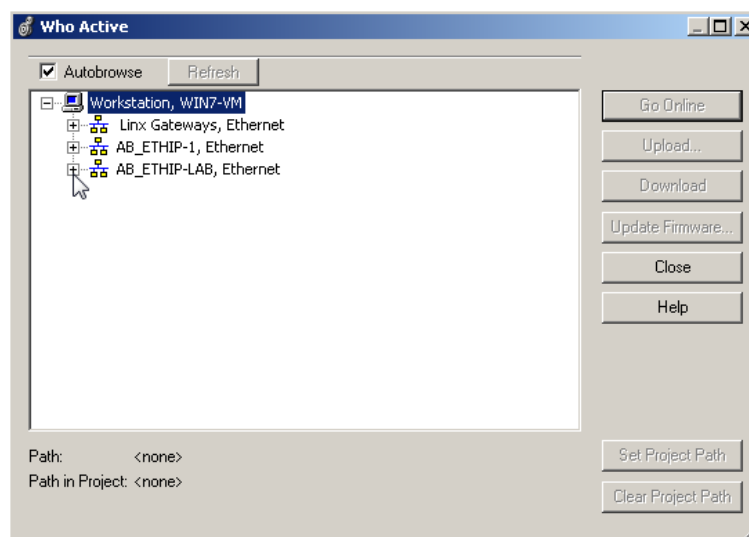 Who Active
Autobrowse
Refresh
Workstation, WIN7-VM
Linx Gateways, Ethernet
AB_ETHIP-1, Ethernet
AB_ETHIP-LAB, Ethernet
Go Online
Upload...
Download
Update Firmware...
Close
Help
Path: <none>
Path in Project: <none>
Set Project Path
Clear Project Path